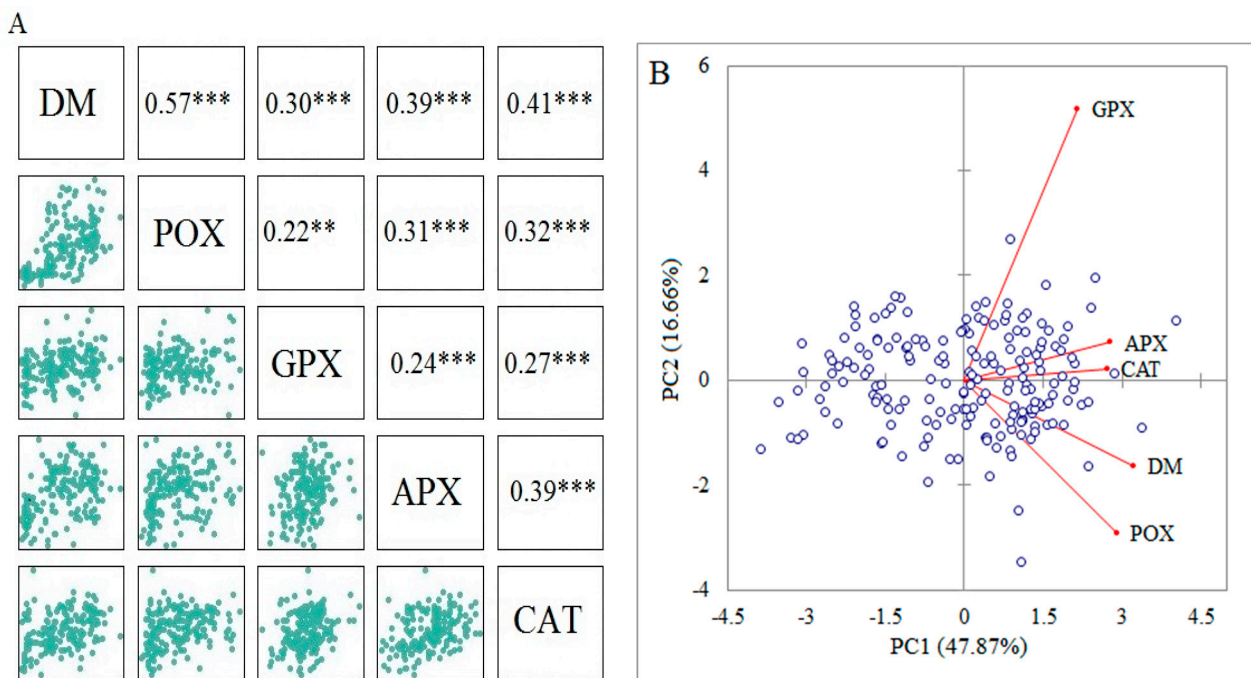 A
DM 0.57*** 0.30*** 0.39*** 0.41***
POX 0.22** 0.31*** 0.32***
GPX 0.24*** 0.27***
APX 0.39***
CAT
B
6
4
2
0
-2
-4
PC2 (16.66%)
GPX
APX
CAT
DM
POX
-4.5 -3 -1.5 0 1.5 3 4.5
PC1 (47.87%)